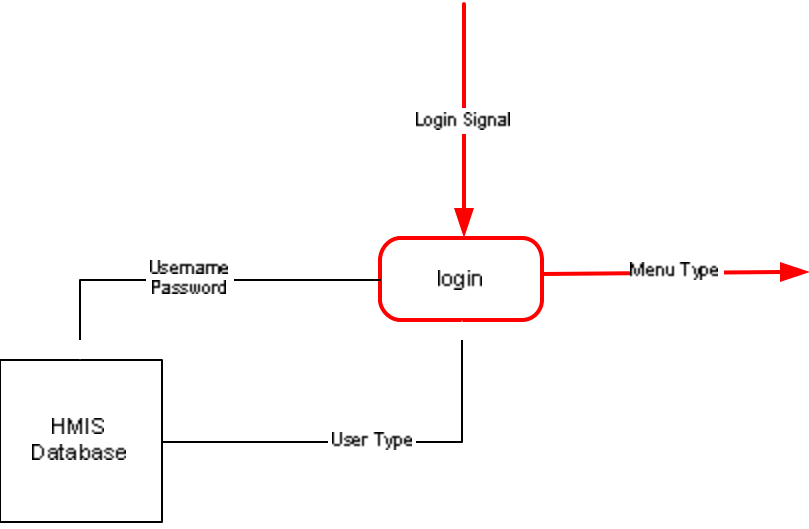 Login Signal
Username
Password
login
Menu Type
HMIS
Database
User Type